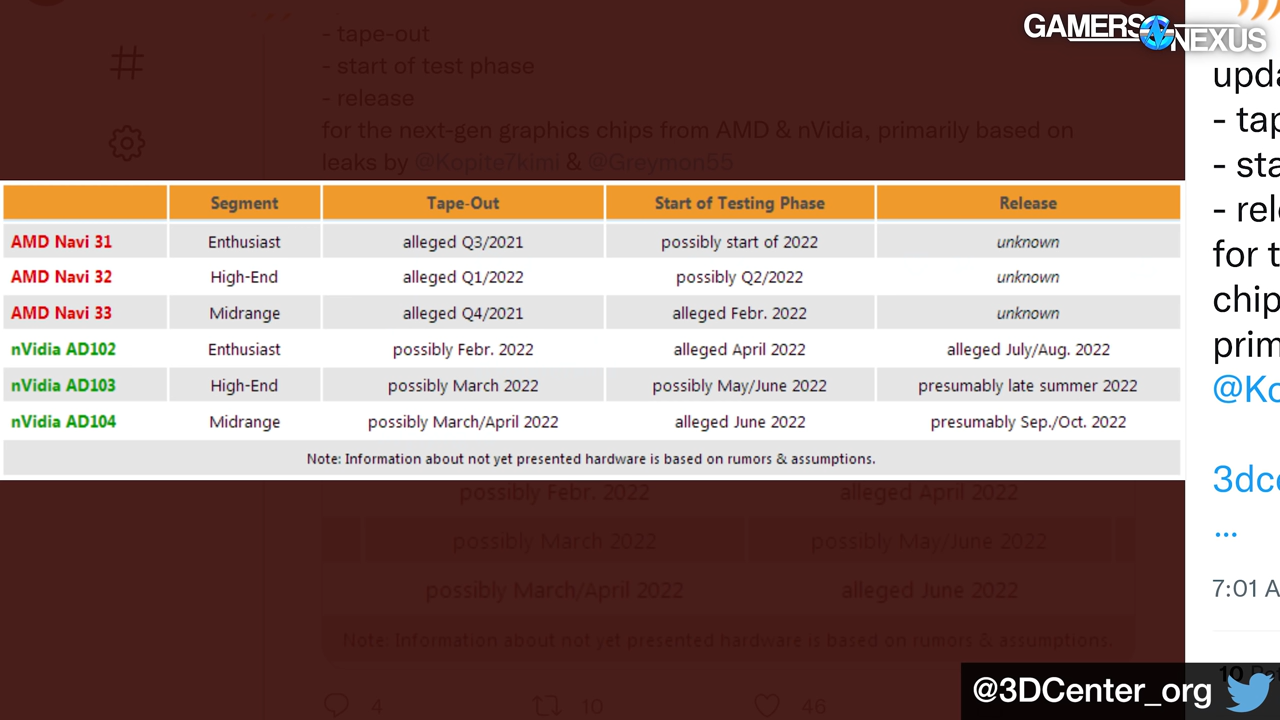 GAMERS NEXUS
- tape-out
- start of test phase
- release
for the next-gen graphics chips from AMD & nVidia, primarily based on
leaks by @Kopite7kimi & @Greymon55
Segment Tape-Out Start of Testing Phase Release
AMD Navi 31 Enthusiast alleged Q3/2021 possibly start of 2022 unknown
AMD Navi 32 High-End alleged Q1/2022 possibly Q2/2022 unknown
AMD Navi 33 Midrange alleged Q4/2021 alleged Febr. 2022 unknown
nVidia AD102 Enthusiast possibly Febr. 2022 alleged April 2022 alleged July/Aug. 2022
nVidia AD103 High-End possibly March 2022 possibly May/June 2022 presumably late summer 2022
nVidia AD104 Midrange possibly March/April 2022 alleged June 2022 presumably Sep./Oct. 2022
Note: Information about not yet presented hardware is based on rumors & assumptions.
possibly Febr. 2022 alleged April 2022
possibly March 2022 possibly May/June 2022
possibly March/April 2022 alleged June 2022
Note: Information about not yet presented hardware is based on rumors & assumptions.
4 10 46
upda
- tap
- sta
- rel
for t
chip
prim
@Ko
3dce
...
7:01 A
10
@3DCenter_org